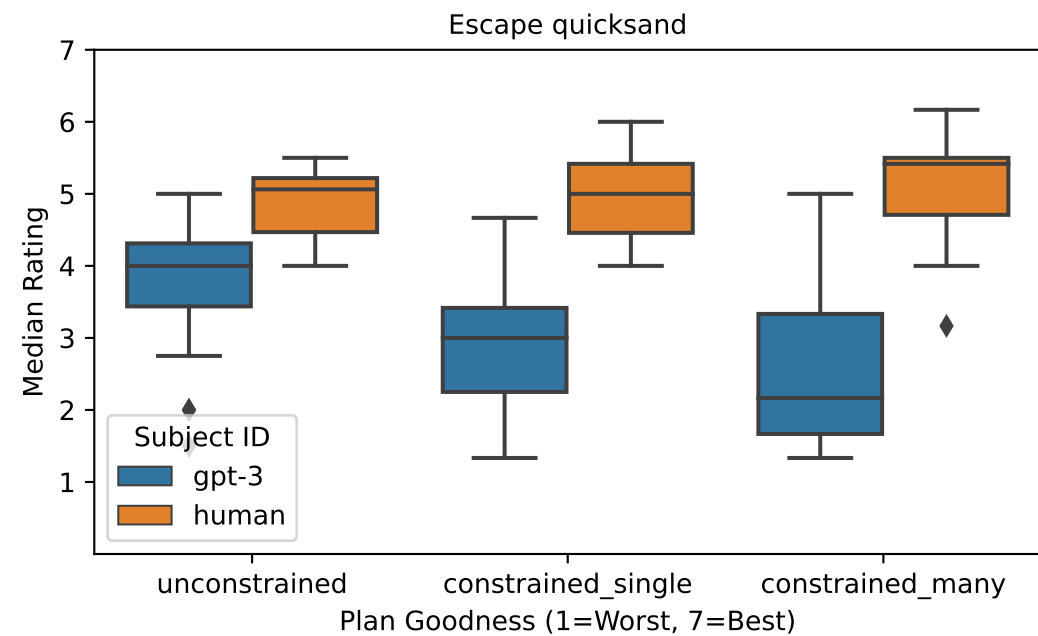 Escape quicksand
7
6
5
4
3
2
1
Median Rating
Subject ID
gpt-3
human
unconstrained constrained_single constrained_many
Plan Goodness (1=Worst, 7=Best)